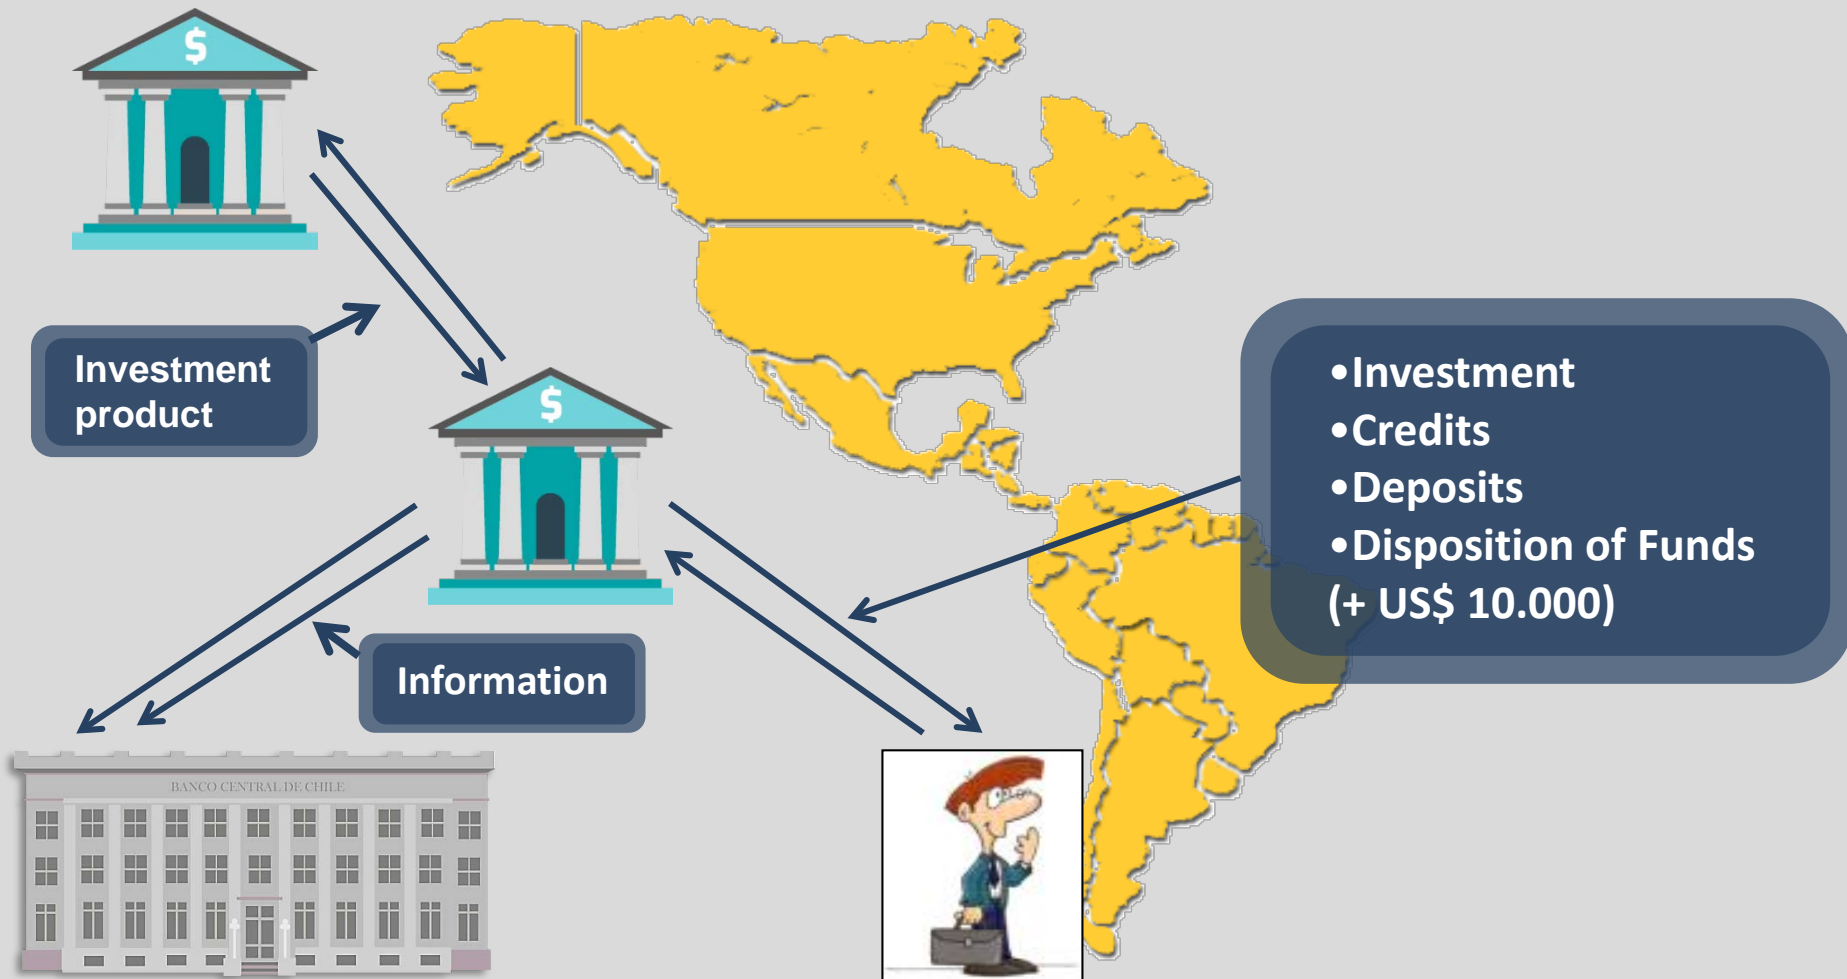 $
Investment
product
$
•Investment
•Credits
•Deposits
•Disposition of Funds
(+ US$ 10.000)
Information
BANCO CENTRAL DE CHILE